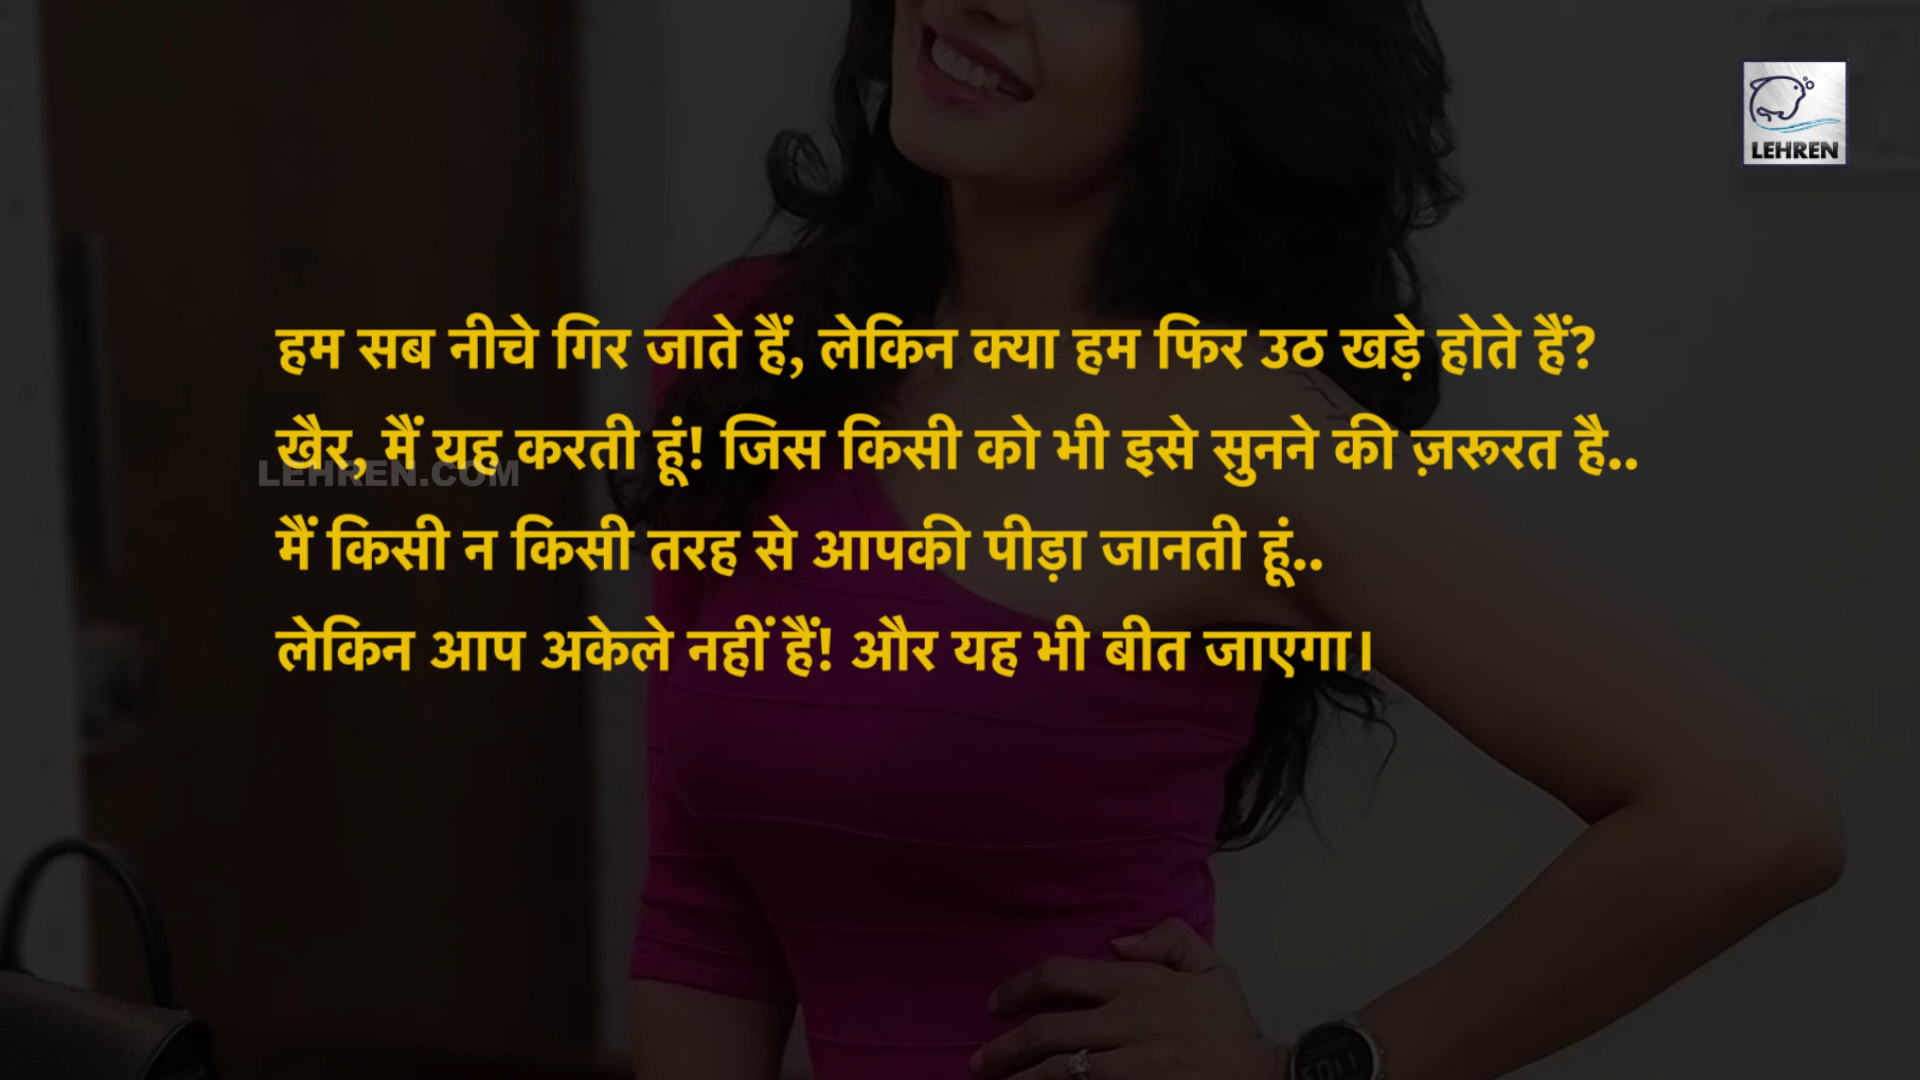 LEHREN
हम सब नीचे गिर जाते हैं, लेकिन क्या हम फिर उठ खड़े होते हैं?
खैर, मैं यह करती हूं! जिस किसी को भी इसे सुनने की ज़रूरत है..
LEHREN.COM
मैं किसी न किसी तरह से आपकी पीड़ा जानती हूं..
लेकिन आप अकेले नहीं हैं! और यह भी बीत जाएगा।